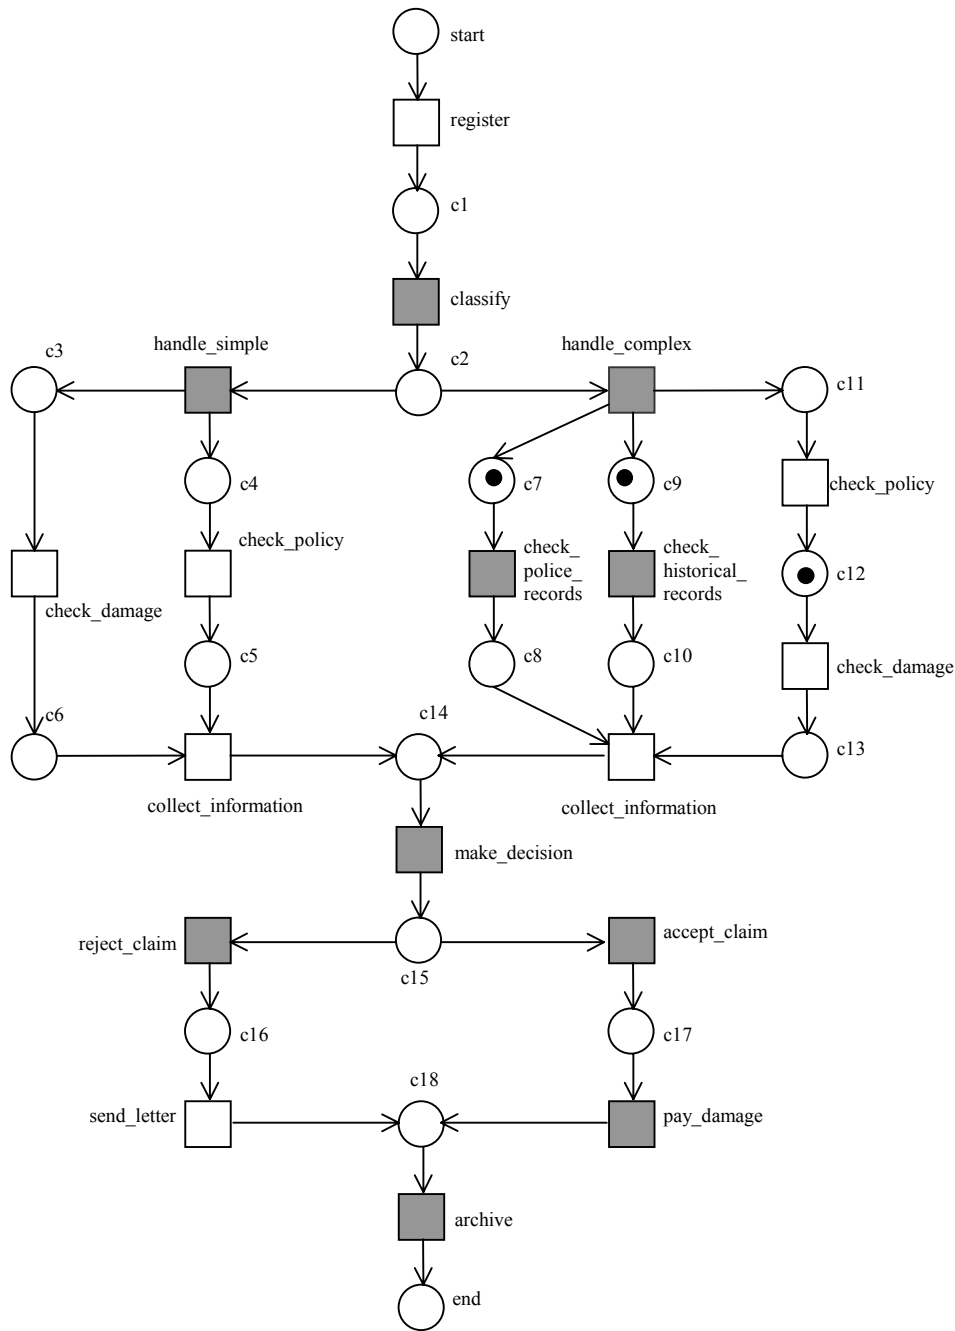 start
register
c1
classify
c2
c3
handle_simple
handle_complex
c11
c4
c7
c9
check_policy
check_policy
check_damage
check_
police_
records
check_
historical_
records
c12
c5
c8
c10
check_damage
c6
c14
c13
collect_information
collect_information
make_decision
reject_claim
accept_claim
c15
c16
c17
c18
send_letter
pay_damage
archive
end